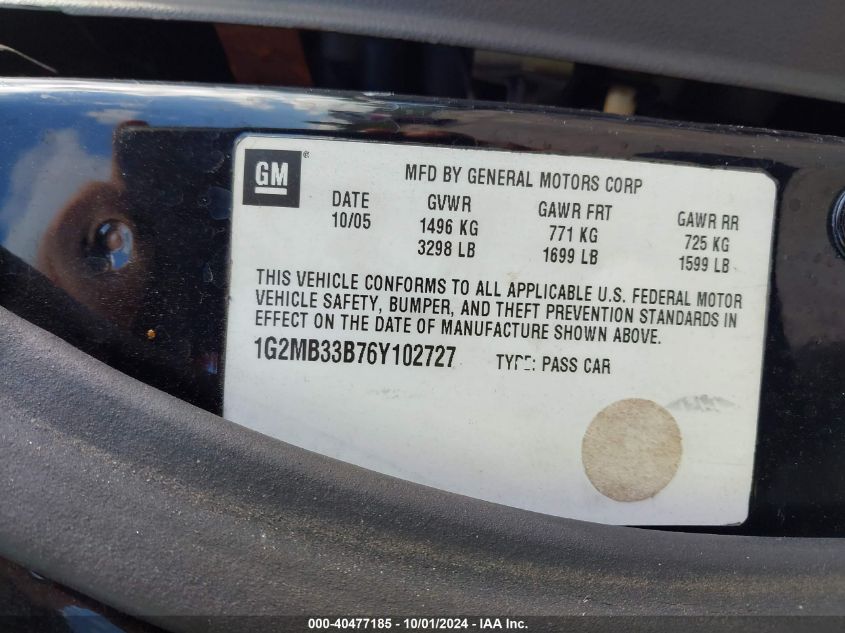 GM ®
MFD BY GENERAL MOTORS CORP
DATE GVWR GAWR FRT GAWR RR
10/05 1496 KG 771 KG 725 KG
3298 LB 1699 LB 1599 LB
THIS VEHICLE CONFORMS TO ALL APPLICABLE U.S. FEDERAL MOTOR
VEHICLE SAFETY, BUMPER, AND THEFT PREVENTION STANDARDS IN
EFFECT ON THE DATE OF MANUFACTURE SHOWN ABOVE.
1G2MB33B76Y102727 TYPE: PASS CAR
000-40477185 - 10/01/2024 - IAA Inc.